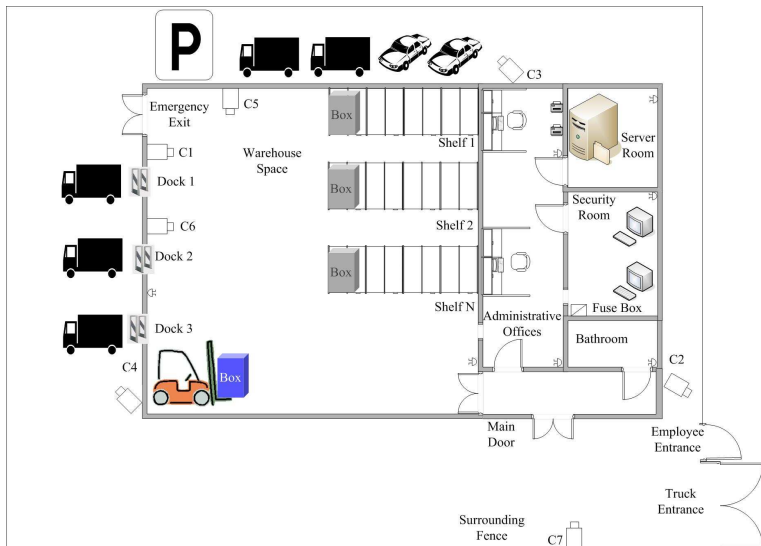 P
C3
Emergency
Exit
C5
Box
Server
Room
C1
Warehouse
Space
Shelf 1
Dock 1
Box
Security
Room
C6
Shelf 2
Dock 2
Box
Shelf N
Fuse Box
Administrative
Offices
Dock 3
Bathroom
C4
C2
Box
Main
Door
Employee
Entrance
Truck
Entrance
Surrounding
Fence
C7